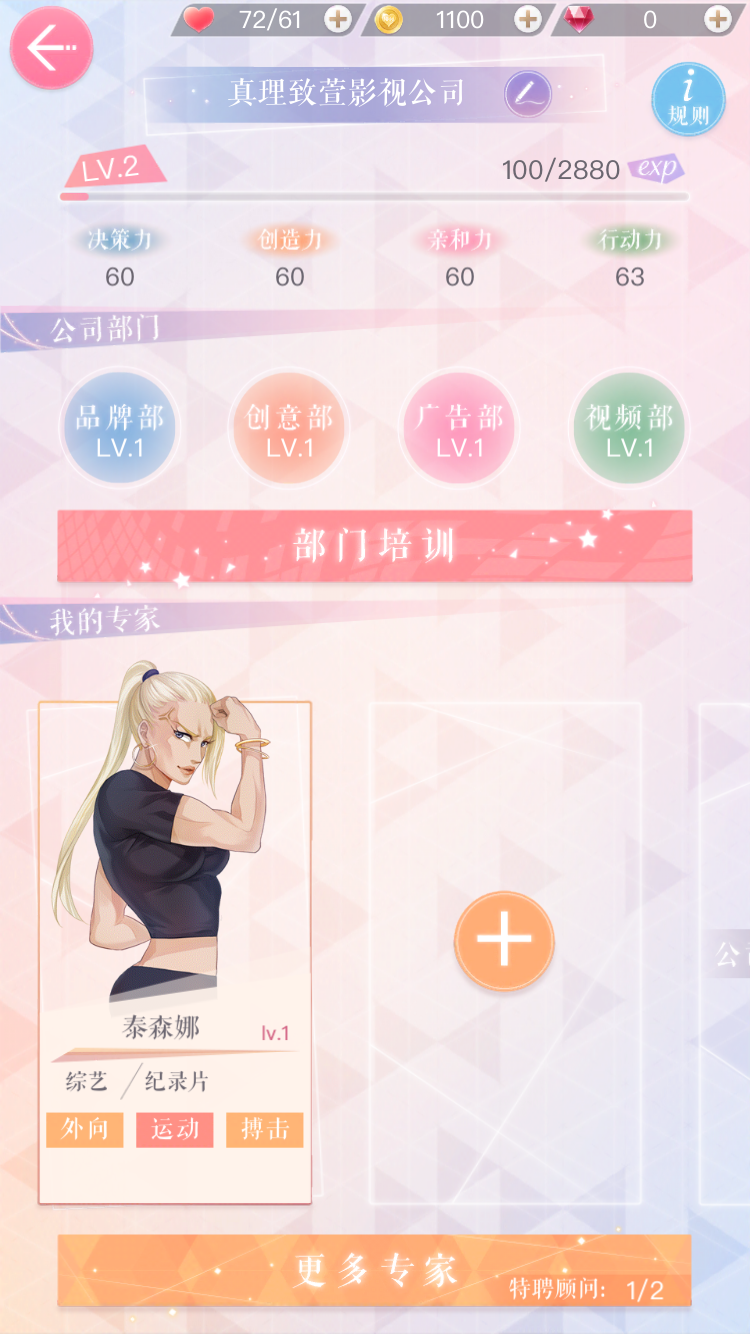 72/61 1100 0
真理致萱影视公司
i
规则
LV.2 100/2880 exp
决策力 创造力 亲和力 行动力
60 60 60 63
公司部门
品牌部 创意部 广告部 视频部
LV.1 LV.1 LV.1 LV.1
部门培训
我的专家
泰森娜 lv.1
综艺/纪录片
外向 运动 搏击
更多专家
特聘顾问: 1/2